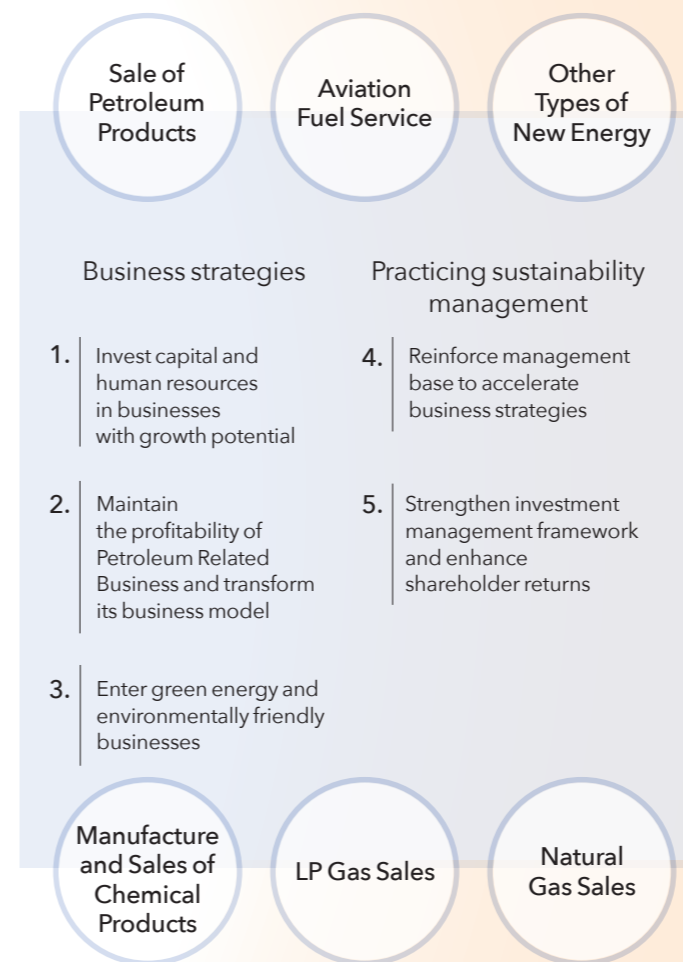 Sale of
Petroleum
Products
Aviation
Fuel Service
Other
Types of
New Energy
Business strategies
1. Invest capital and
human resources
in businesses
with growth potential
2. Maintain
the profitability of
Petroleum Related
Business and transform
its business model
3. Enter green energy and
environmentally friendly
businesses
Practicing sustainability
management
4. Reinforce management
base to accelerate
business strategies
5. Strengthen investment
management framework
and enhance
shareholder returns
Manufacture
and Sales of
Chemical
Products
LP Gas Sales
Natural
Gas Sales